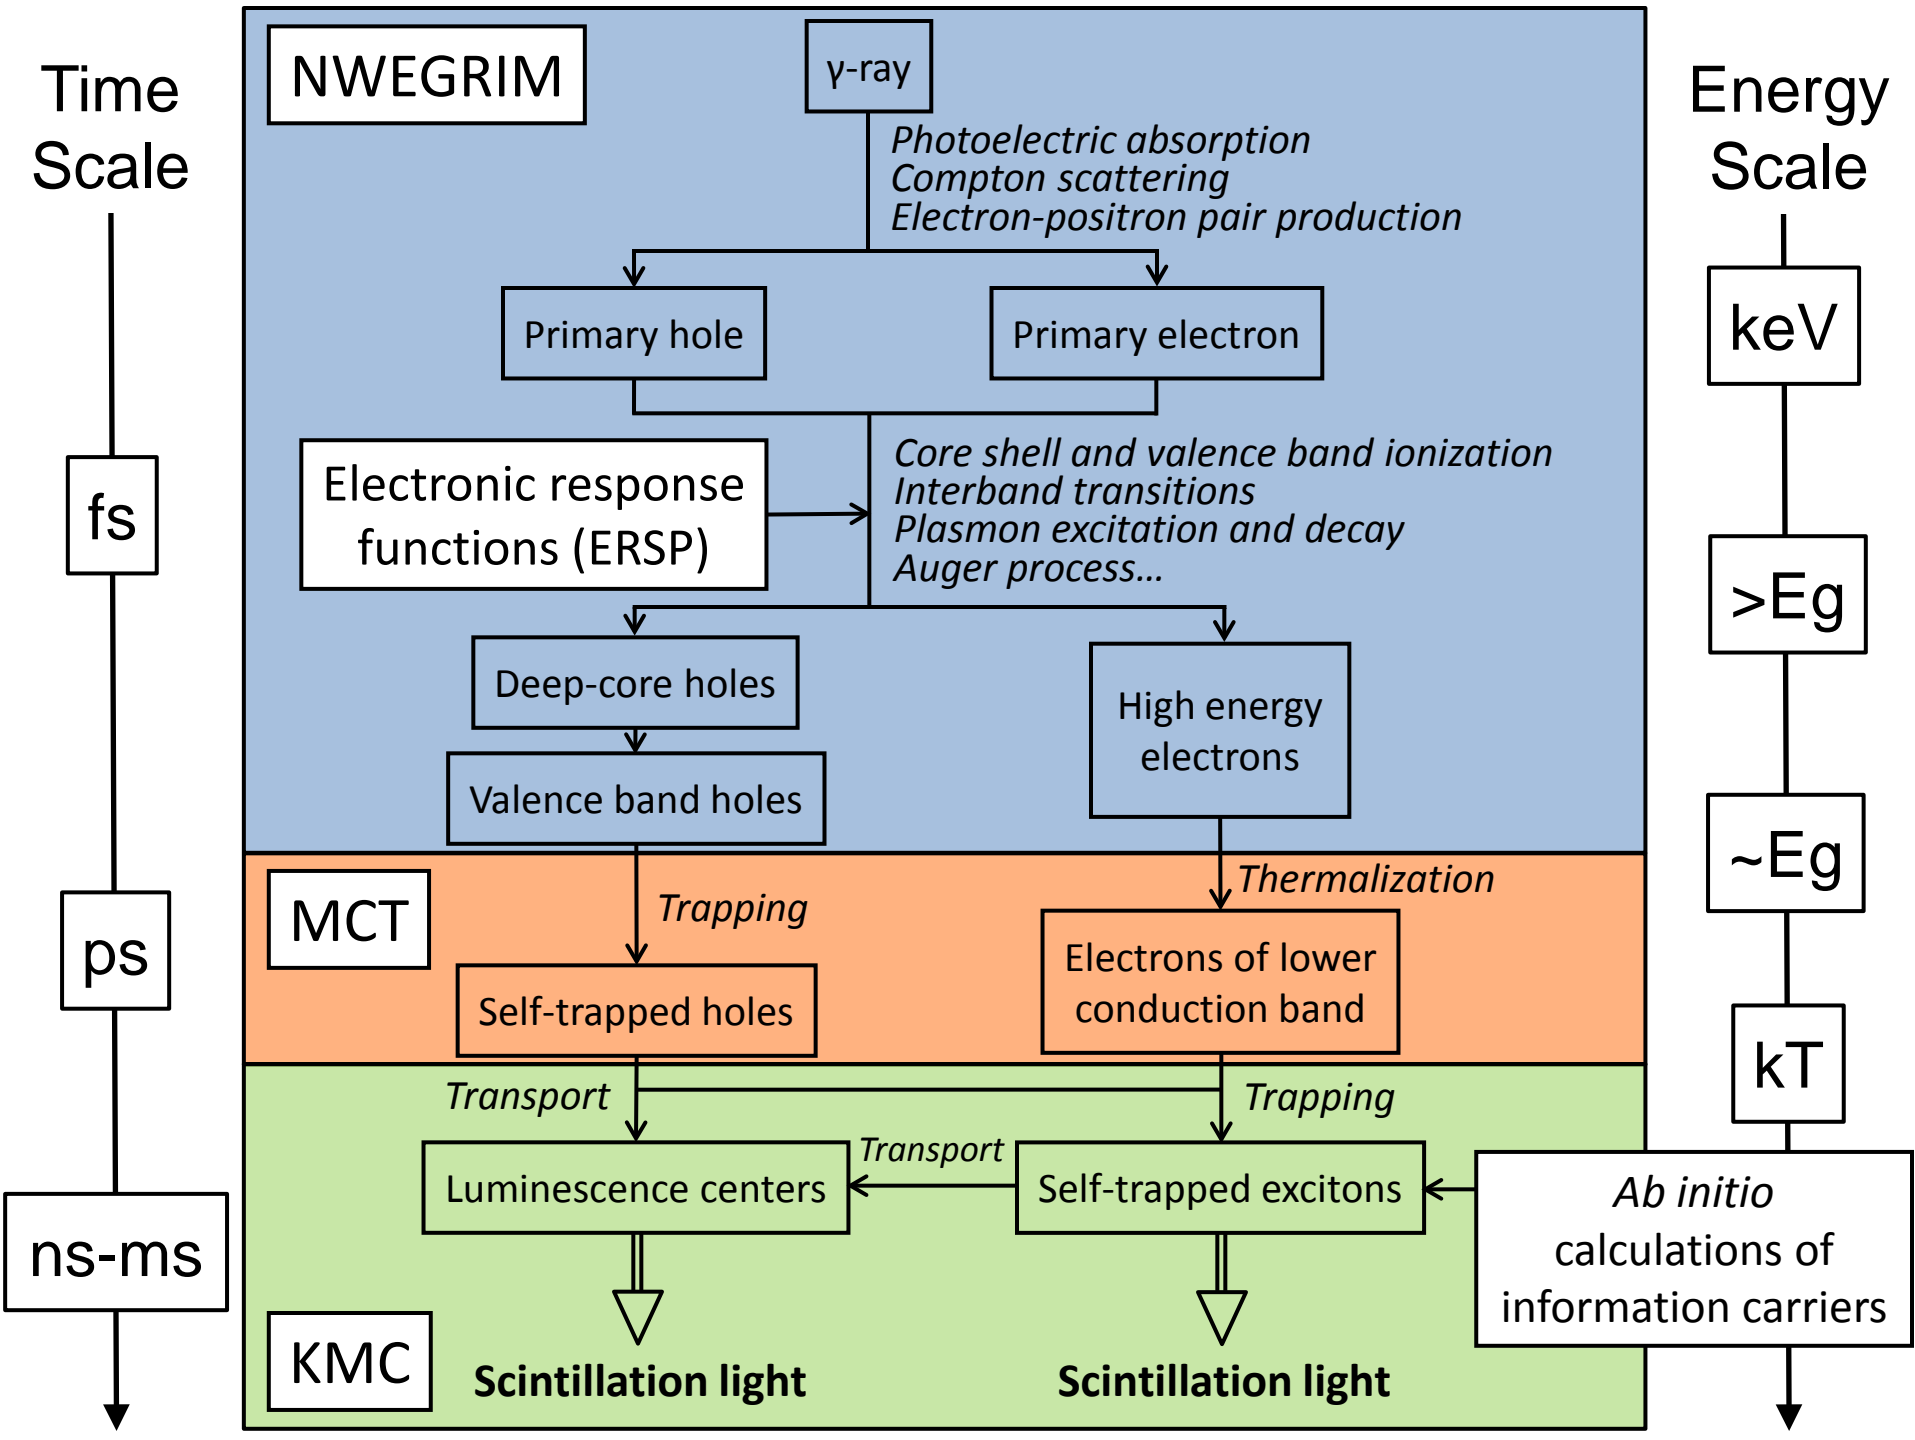 Time
Scale
fs
ps
ns-ms
NWEGRIM
γ-ray
Photoelectric absorption
Compton scattering
Electron-positron pair production
Primary hole
Primary electron
Electronic response
functions (ERSP)
Core shell and valence band ionization
Interband transitions
Plasmon excitation and decay
Auger process...
Deep-core holes
High energy
electrons
Valence band holes
MCT
Trapping
Thermalization
Self-trapped holes
Electrons of lower
conduction band
Transport
Trapping
Luminescence centers
Transport
Self-trapped excitons
KMC
Scintillation light
Scintillation light
Energy
Scale
keV
>Eg
~Eg
kT
Ab initio
calculations of
information carriers